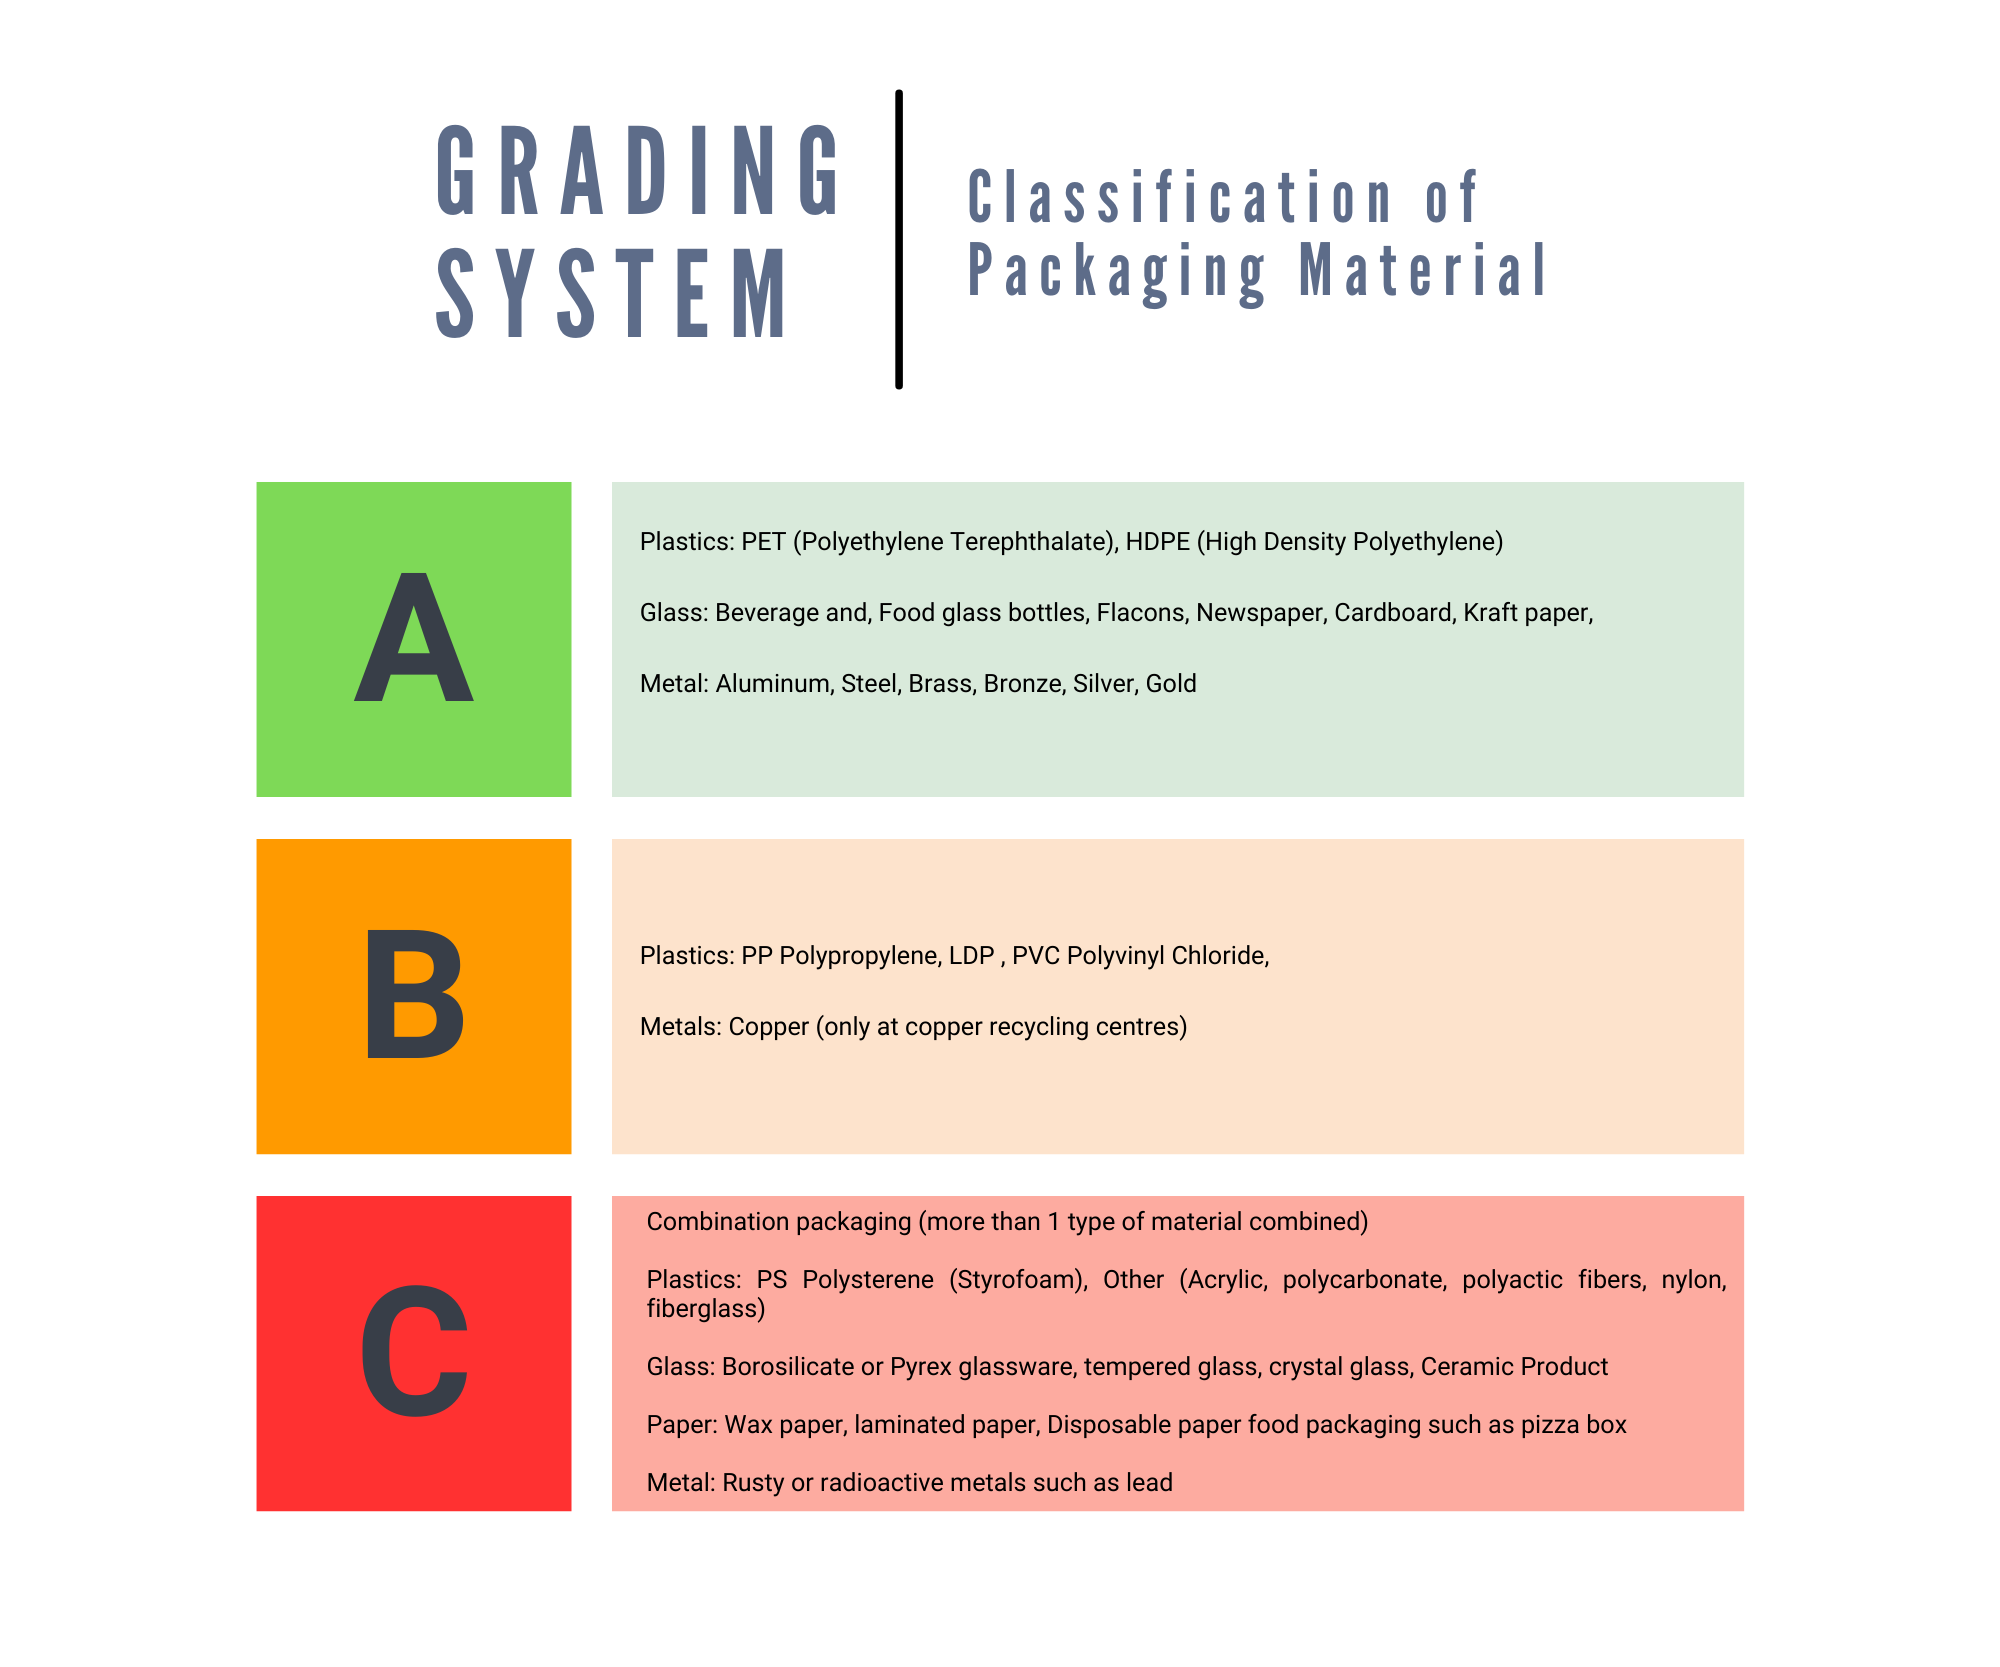 GRADING
SYSTEM
Classification of
Packaging Material
A
Plastics: PET (Polyethylene Terephthalate), HDPE (High Density Polyethylene)
Glass: Beverage and, Food glass bottles, Flacons, Newspaper, Cardboard, Kraft paper,
Metal: Aluminum, Steel, Brass, Bronze, Silver, Gold
B
Plastics: PP Polypropylene, LDP , PVC Polyvinyl Chloride,
Metals: Copper (only at copper recycling centres)
C
Combination packaging (more than 1 type of material combined)
Plastics: PS Polysterene (Styrofoam), Other (Acrylic, polycarbonate, polyactic fibers, nylon,
fiberglass)
Glass: Borosilicate or Pyrex glassware, tempered glass, crystal glass, Ceramic Product
Paper: Wax paper, laminated paper, Disposable paper food packaging such as pizza box
Metal: Rusty or radioactive metals such as lead